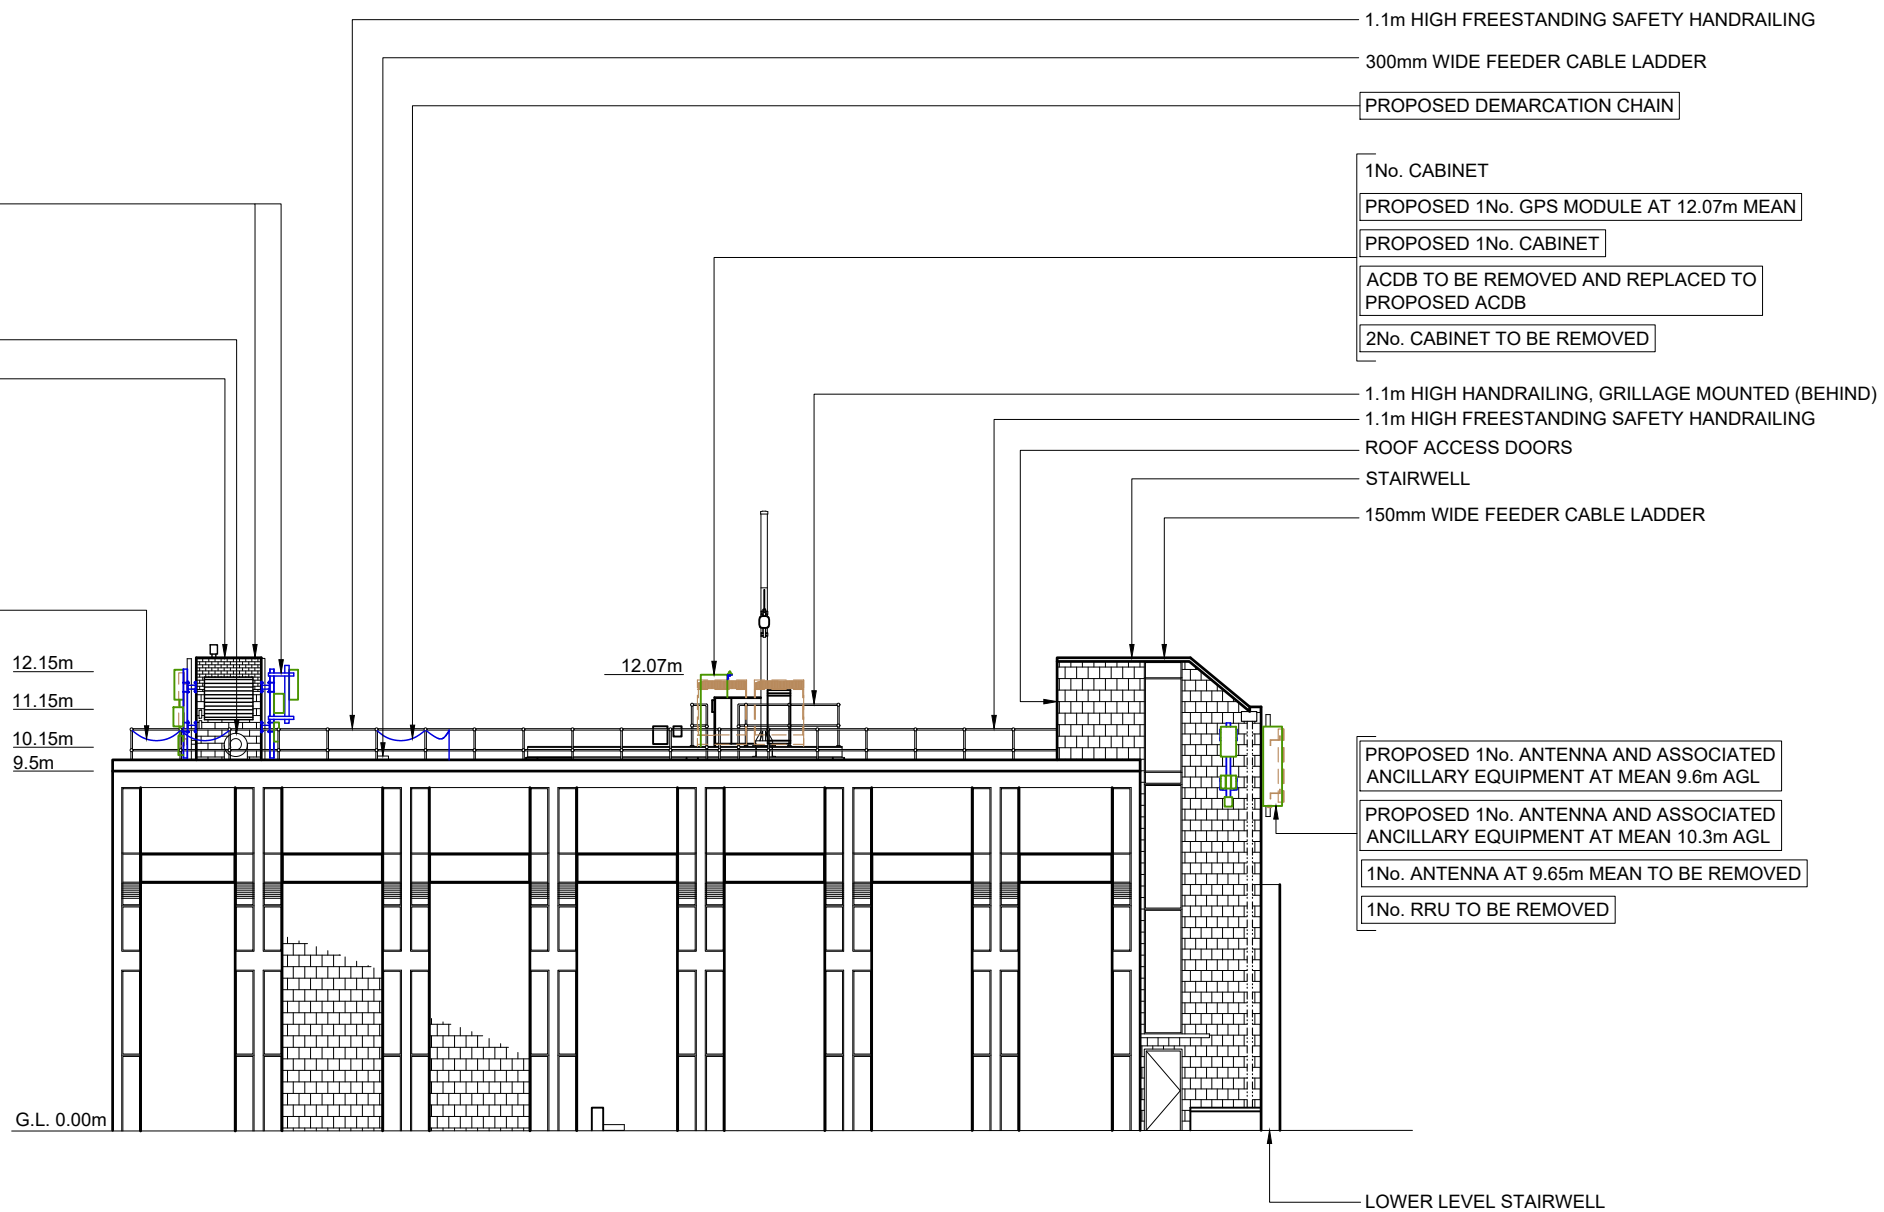 1.1m HIGH FREESTANDING SAFETY HANDRAILING
300mm WIDE FEEDER CABLE LADDER
PROPOSED DEMARCATION CHAIN
1No. CABINET
PROPOSED 1No. GPS MODULE AT 12.07m MEAN
PROPOSED 1No. CABINET
ACDB TO BE REMOVED AND REPLACED TO
PROPOSED ACDB
2No. CABINET TO BE REMOVED
1.1m HIGH HANDRAILING, GRILLAGE MOUNTED (BEHIND)
1.1m HIGH FREESTANDING SAFETY HANDRAILING
ROOF ACCESS DOORS
STAIRWELL
150mm WIDE FEEDER CABLE LADDER
12.15m
12.07m
11.15m
10.15m
9.5m
PROPOSED 1No. ANTENNA AND ASSOCIATED
ANCILLARY EQUIPMENT AT MEAN 9.6m AGL
PROPOSED 1No. ANTENNA AND ASSOCIATED
ANCILLARY EQUIPMENT AT MEAN 10.3m AGL
1No. ANTENNA AT 9.65m MEAN TO BE REMOVED
1No. RRU TO BE REMOVED
G.L. 0.00m
LOWER LEVEL STAIRWELL